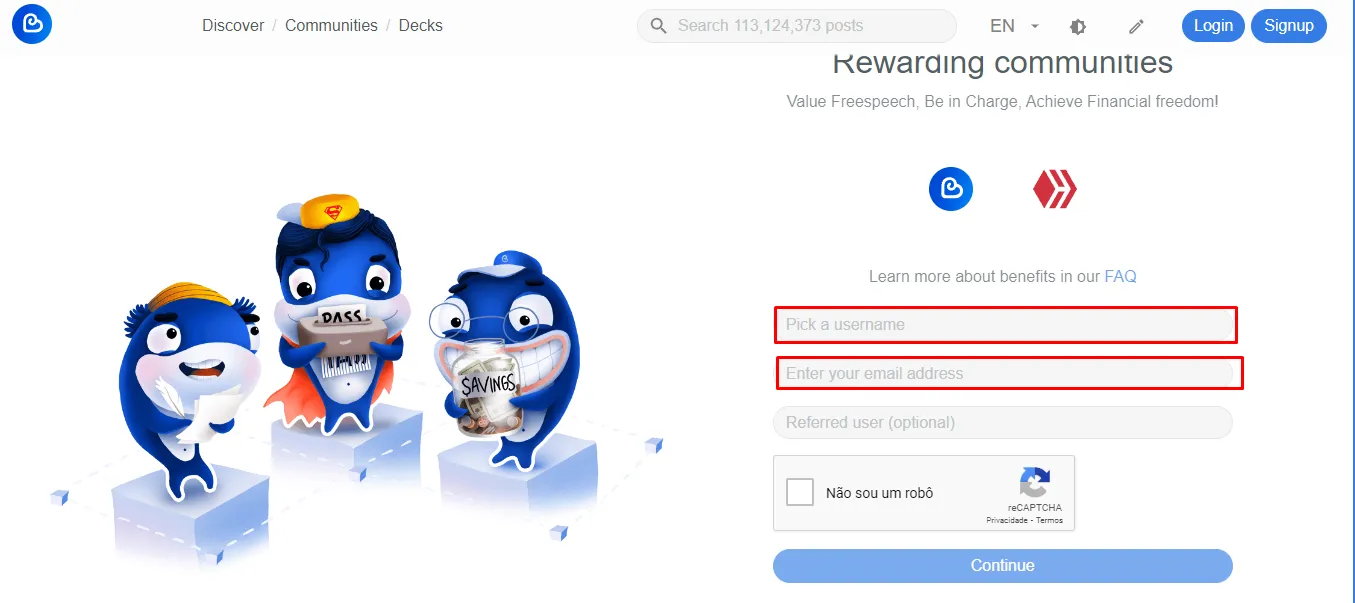 Discover / Communities / Decks
Search 113,124,373 posts
EN
Login
Signup
Rewarding communities
Value Freespeech, Be in Charge, Achieve Financial freedom!
Learn more about benefits in our FAQ
Pick a username
Enter your email address
Referred user (optional)
Não sou um robô
reCAPTCHA
Privacidade - Termos
Continue
PASS
$AVINGS